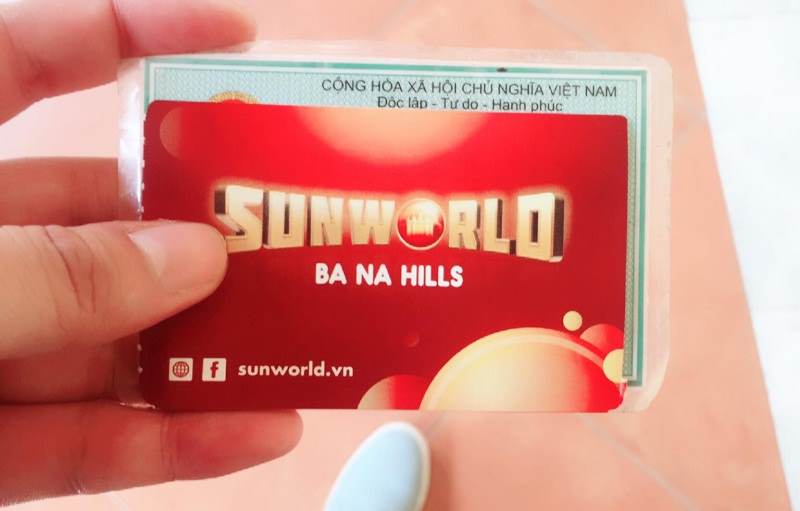 CỘNG HÒA XÃ HỘI CHỦ NGHĨA VIỆT NAM
Độc lập - Tự do - Hạnh phúc
SUNWORLD
BA NA HILLS
f sunworld.vn